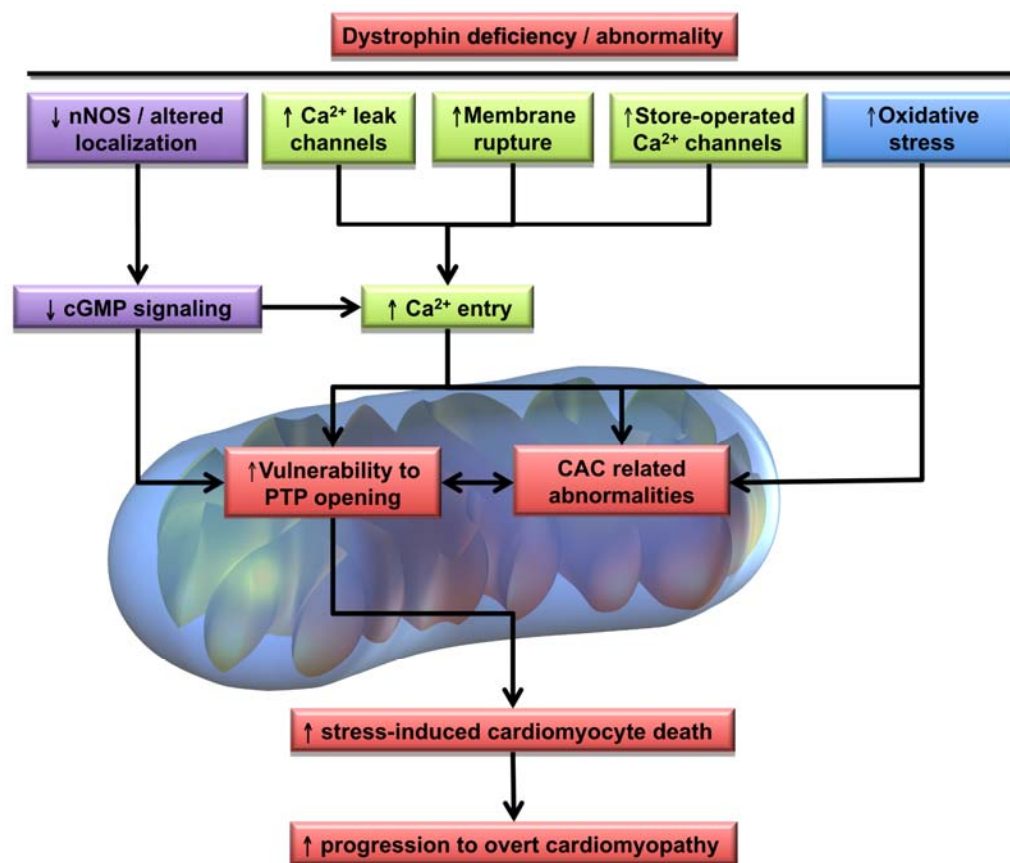 Dystrophin deficiency / abnormality
↓ nNOS / altered
localization
↑ Ca²⁺ leak
channels
↑Membrane
rupture
↑Store-operated
Ca²⁺ channels
↑Oxidative
stress
↓ cGMP signaling
↑ Ca²⁺ entry
↑Vulnerability to
PTP opening
CAC related
abnormalities
↑ stress-induced cardiomyocyte death
↑ progression to overt cardiomyopathy